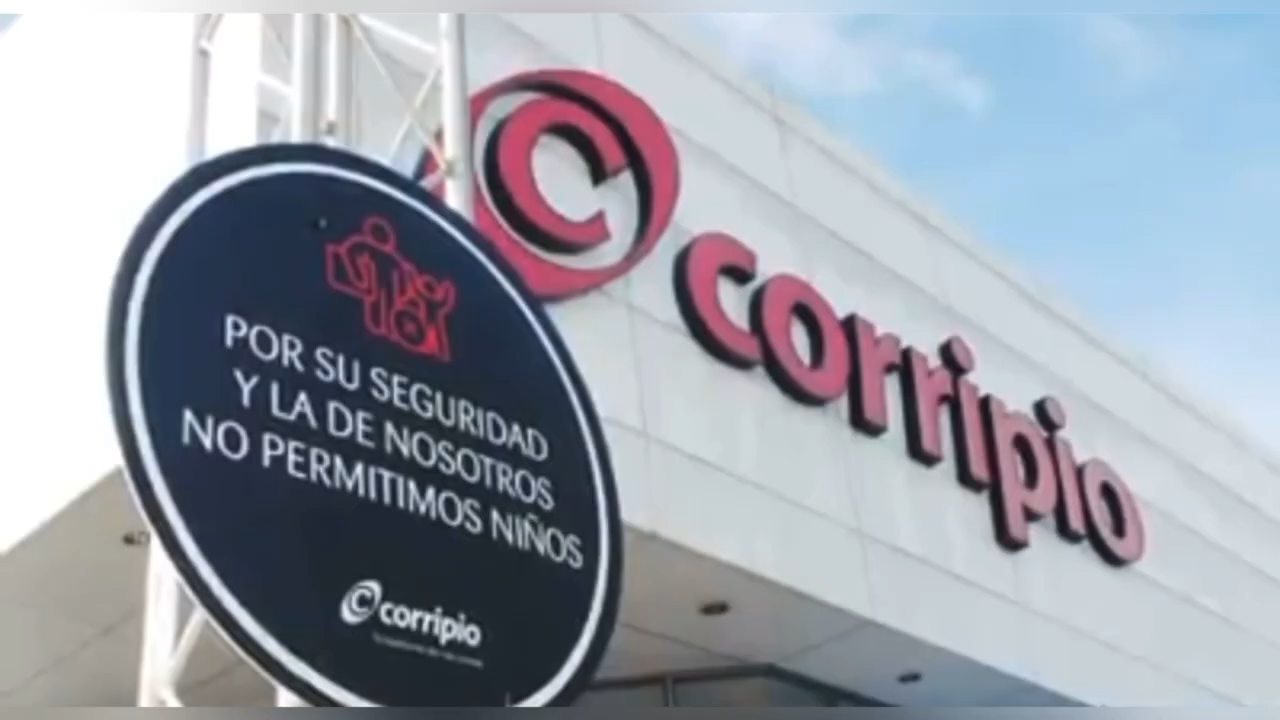 C corripio
POR SU SEGURIDAD
Y LA DE NOSOTROS
NO PERMITIMOS NIÑOS
C corripio